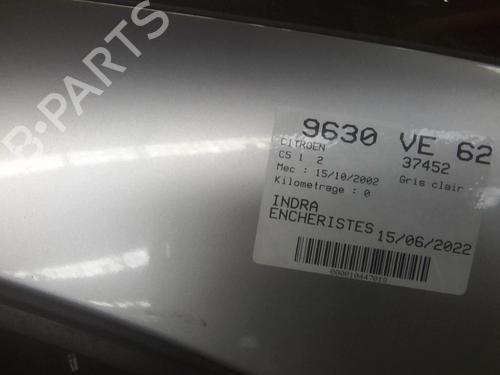 B-PARTS
9630 VE 62
CITROEN 37452
C5 1 2
Mec : 15/10/2002 Gris clair
Kilometrage : 0
INDRA
ENCHERISTES 15/06/2022
000010447019